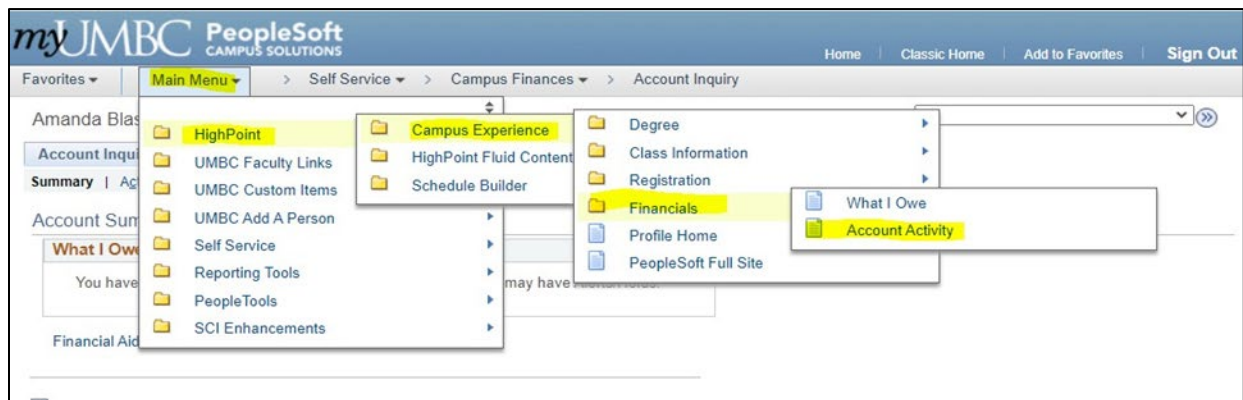 myUMBC PeopleSoft
CAMPUS SOLUTIONS
Home Classic Home Add to Favorites Sign Out
Favorites Main Menu > Self Service > Campus Finances > Account Inquiry
Amanda Blas
Account Inqui
Summary | Ac
Account Sum
What I Owe
You have
may have
Financial Aid
HighPoint
UMBC Faculty Links
UMBC Custom Items
UMBC Add A Person
Self Service
Reporting Tools
PeopleTools
SCI Enhancements
Campus Experience
HighPoint Fluid Content
Schedule Builder
Degree
Class Information
Registration
Financials
Profile Home
PeopleSoft Full Site
What I Owe
Account Activity